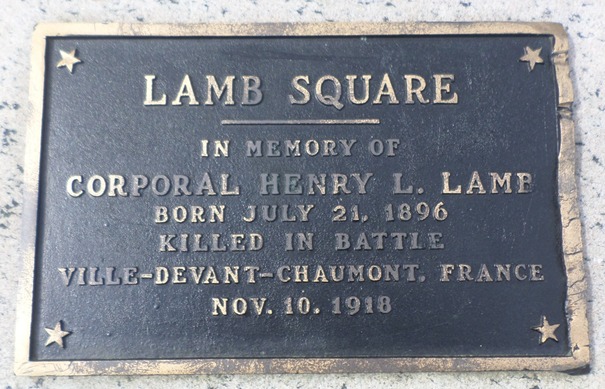 LAMB SQUARE
IN MEMORY OF
CORPORAL HENRY L. LAMB
BORN JULY 21, 1896
KILLED IN BATTLE
VILLE-DEVANT-CHAUMONT, FRANCE
NOV. 10. 1918